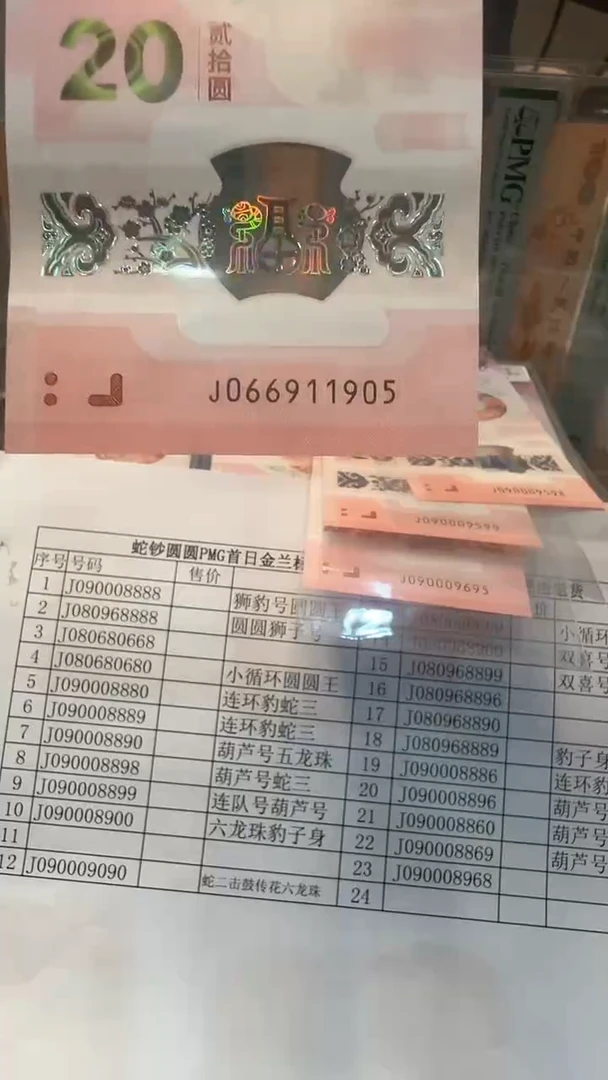 20
贰拾圆
PMG
J066911905
J090009598
J090009599
J090009695
蛇钞圆圆PMG首日金兰标
序号 号码 售价
1 J090008888 狮豹号圆圆王
2 J080968888 圆圆狮子号
3 J080680668
4 J080680680 小循环圆圆王
5 J090008880 连环豹蛇三
6 J090008889 连环豹蛇三
7 J090008890 葫芦号五龙珠
8 J090008898 葫芦号蛇三
9 J090008899 连队号葫芦号
10 J090008900 六龙珠豹子身
11
12 J090009090 蛇二击鼓传花六龙珠
现货
价
小循环
双喜号
15 J080968899 双喜号
16 J080968896
17 J080968890
18 J080968889
19 J090008886 豹子身
20 J090008896 连环豹
21 J090008860 葫芦号
22 J090008869 葫芦号
23 J090008968 葫芦号
24